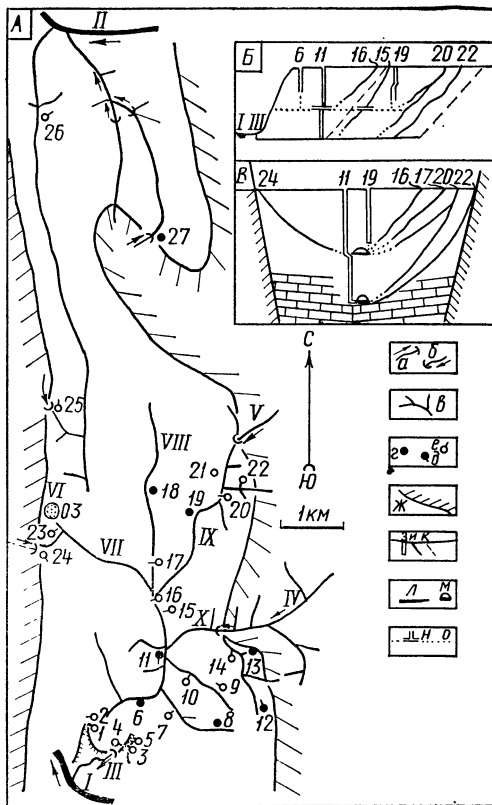 А
II
26
27
25
VI
03
23
24
VII
VIII
18
17
16
15
21
22
19
20
V
IX
X
IV
11
14
13
10
9
12
6
7
8
2
1
4
5
3
III
I
Б
6 11 16 15 19 20 22
I III
В
24 11 19 16 17 20 22
С
Ю
1км
а б
в
г д е
ж
з и к
л м
н о